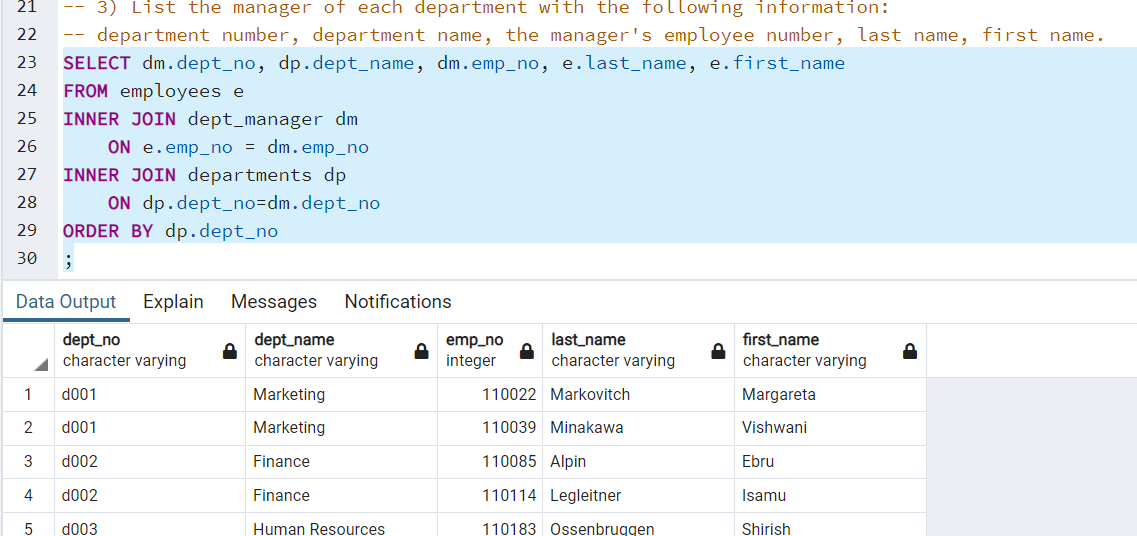 21 -- 3) List the manager of each department with the following information:
22 -- department number, department name, the manager's employee number, last name, first name.
23 SELECT dm.dept_no, dp.dept_name, dm.emp_no, e.last_name, e.first_name
24 FROM employees e
25 INNER JOIN dept_manager dm
26     ON e.emp_no = dm.emp_no
27 INNER JOIN departments dp
28     ON dp.dept_no=dm.dept_no
29 ORDER BY dp.dept_no
30 ;
Data Output Explain Messages Notifications
dept_no dept_name emp_no last_name first_name
character varying character varying integer character varying character varying
1 d001 Marketing 110022 Markovitch Margareta
2 d001 Marketing 110039 Minakawa Vishwani
3 d002 Finance 110085 Alpin Ebru
4 d002 Finance 110114 Legleitner Isamu
5 d003 Human Resources 110183 Ossenbruggen Shirish